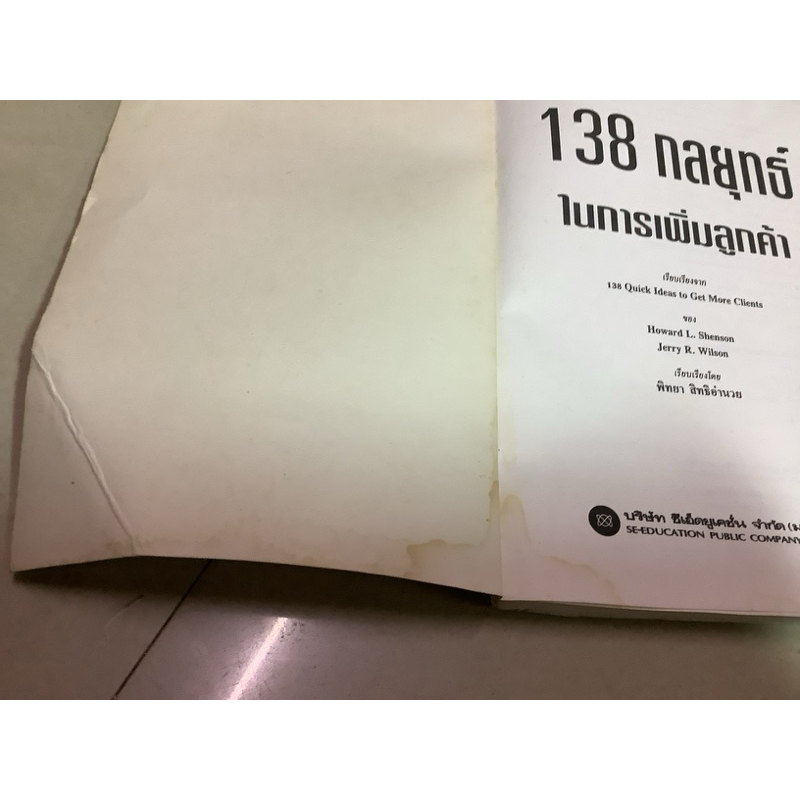 138 กลยุทธ์
ในการเพิ่มลูกค้า
เรียบเรียงจาก
138 Quick Ideas to Get More Clients
ของ
Howard L. Shenson
Jerry R. Wilson
เรียบเรียงโดย
พิทยา สิทธิอำนวย
บริษัท ซีเอ็ดยูเคชั่น จำกัด (ม
SE-EDUCATION PUBLIC COMPANY